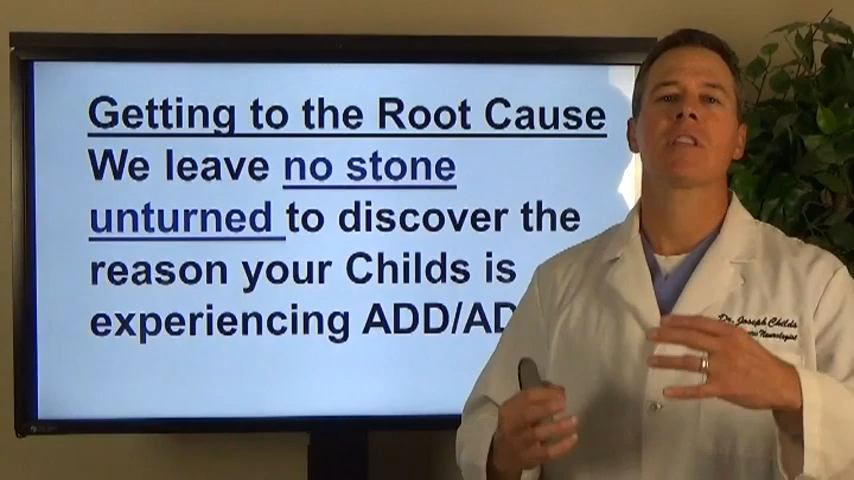 Getting to the Root Cause
We leave no stone
unturned to discover the
reason your Childs is
experiencing ADD/AD
Dr. Joseph Childs
Neurologist